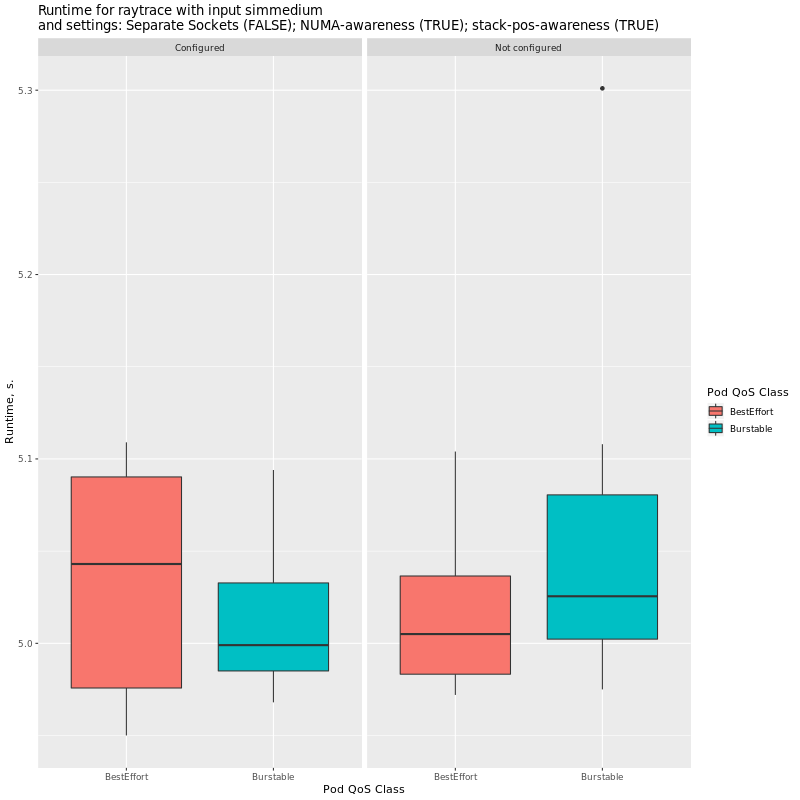 Runtime for raytrace with input simmedium
and settings: Separate Sockets (FALSE); NUMA-awareness (TRUE); stack-pos-awareness (TRUE)
Configured
Not configured
5.3
5.2
5.1
5.0
Runtime, s.
BestEffort
Burstable
BestEffort
Burstable
Pod QoS Class
Pod QoS Class
BestEffort
Burstable